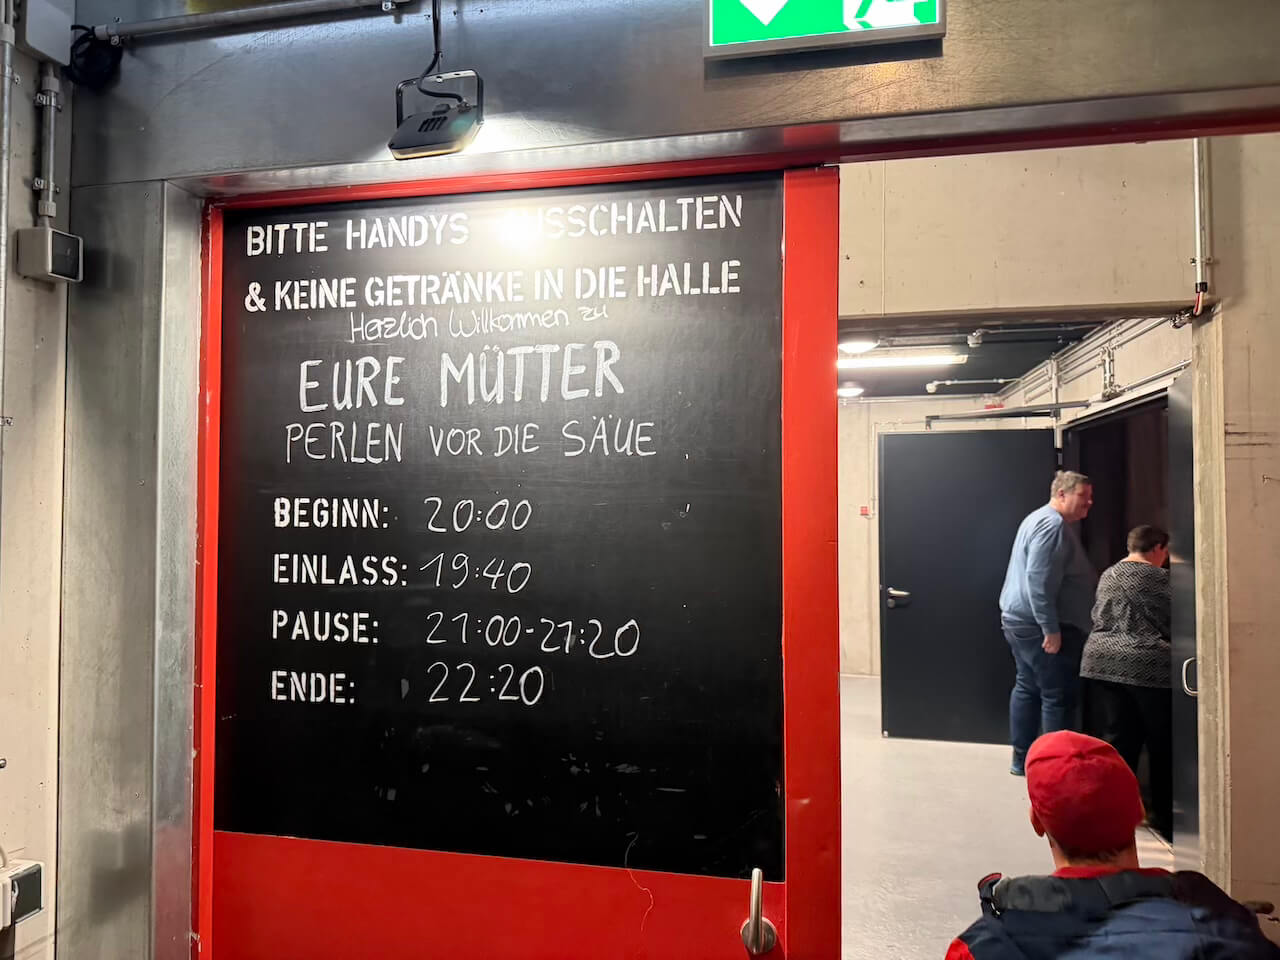 BITTE HANDYS AUSSCHALTEN
& KEINE GETRÄNKE IN DIE HALLE
Herzlich Willkommen zu
EURE MÜTTER
PERLEN VOR DIE SÄUE
BEGINN: 20:00
EINLASS: 19:40
PAUSE: 21:00-21:20
ENDE: 22:20